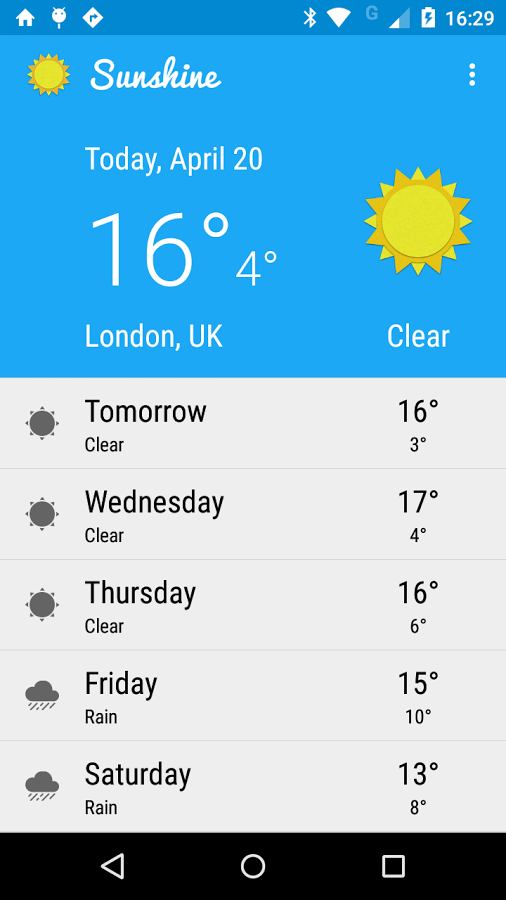 G 16:29
Sunshine
Today, April 20
16° 4°
London, UK
Clear
Tomorrow 16°
Clear 3°
Wednesday 17°
Clear 4°
Thursday 16°
Clear 6°
Friday 15°
Rain 10°
Saturday 13°
Rain 8°